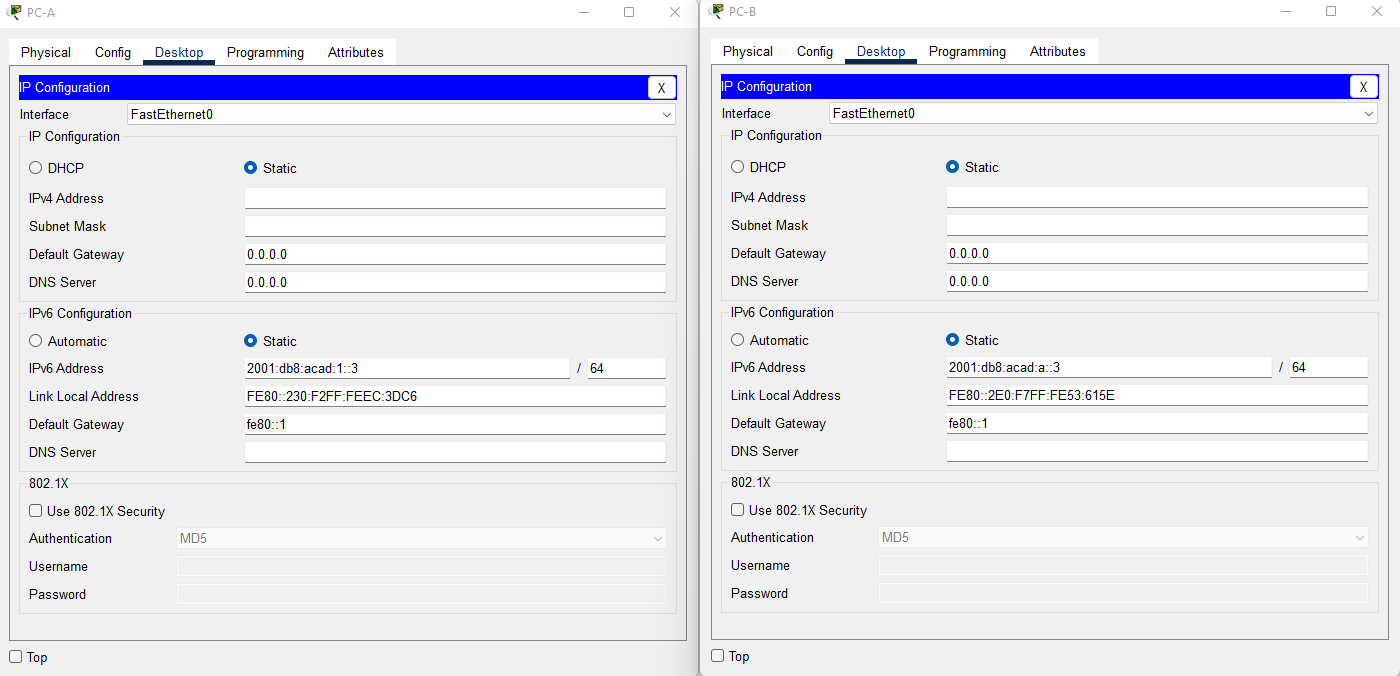 PC-A
Physical Config Desktop Programming Attributes
IP Configuration X
Interface FastEthernet0
IP Configuration
DHCP Static
IPv4 Address
Subnet Mask
Default Gateway 0.0.0.0
DNS Server 0.0.0.0
IPv6 Configuration
Automatic Static
IPv6 Address 2001:db8:acad:1::3 / 64
Link Local Address FE80::230:F2FF:FEEC:3DC6
Default Gateway fe80::1
DNS Server
802.1X
Use 802.1X Security
Authentication MD5
Username
Password
Top
PC-B
Physical Config Desktop Programming Attributes
IP Configuration X
Interface FastEthernet0
IP Configuration
DHCP Static
IPv4 Address
Subnet Mask
Default Gateway 0.0.0.0
DNS Server 0.0.0.0
IPv6 Configuration
Automatic Static
IPv6 Address 2001:db8:acad:a::3 / 64
Link Local Address FE80::2E0:F7FF:FE53:615E
Default Gateway fe80::1
DNS Server
802.1X
Use 802.1X Security
Authentication MD5
Username
Password
Top